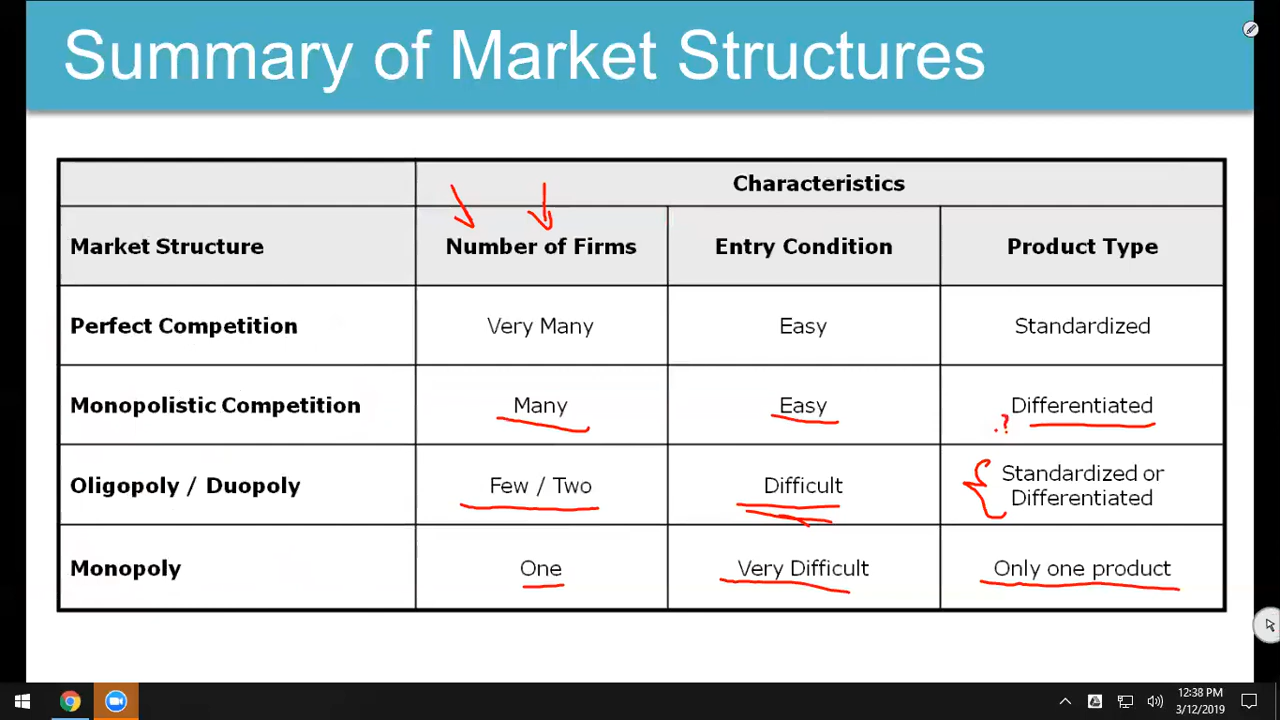 Summary of Market Structures
Characteristics
Market Structure Number of Firms Entry Condition Product Type
Perfect Competition Very Many Easy Standardized
Monopolistic Competition Many Easy Differentiated
?
Oligopoly / Duopoly Few / Two Difficult Standardized or
Differentiated
Monopoly One Very Difficult Only one product
12:38 PM
3/12/2019